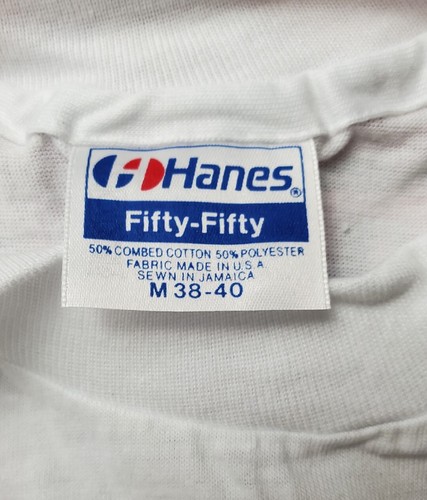 Hanes®
Fifty-Fifty
50% COMBED COTTON 50% POLYESTER
FABRIC MADE IN U.S.A
SEWN IN JAMAICA
M 38-40